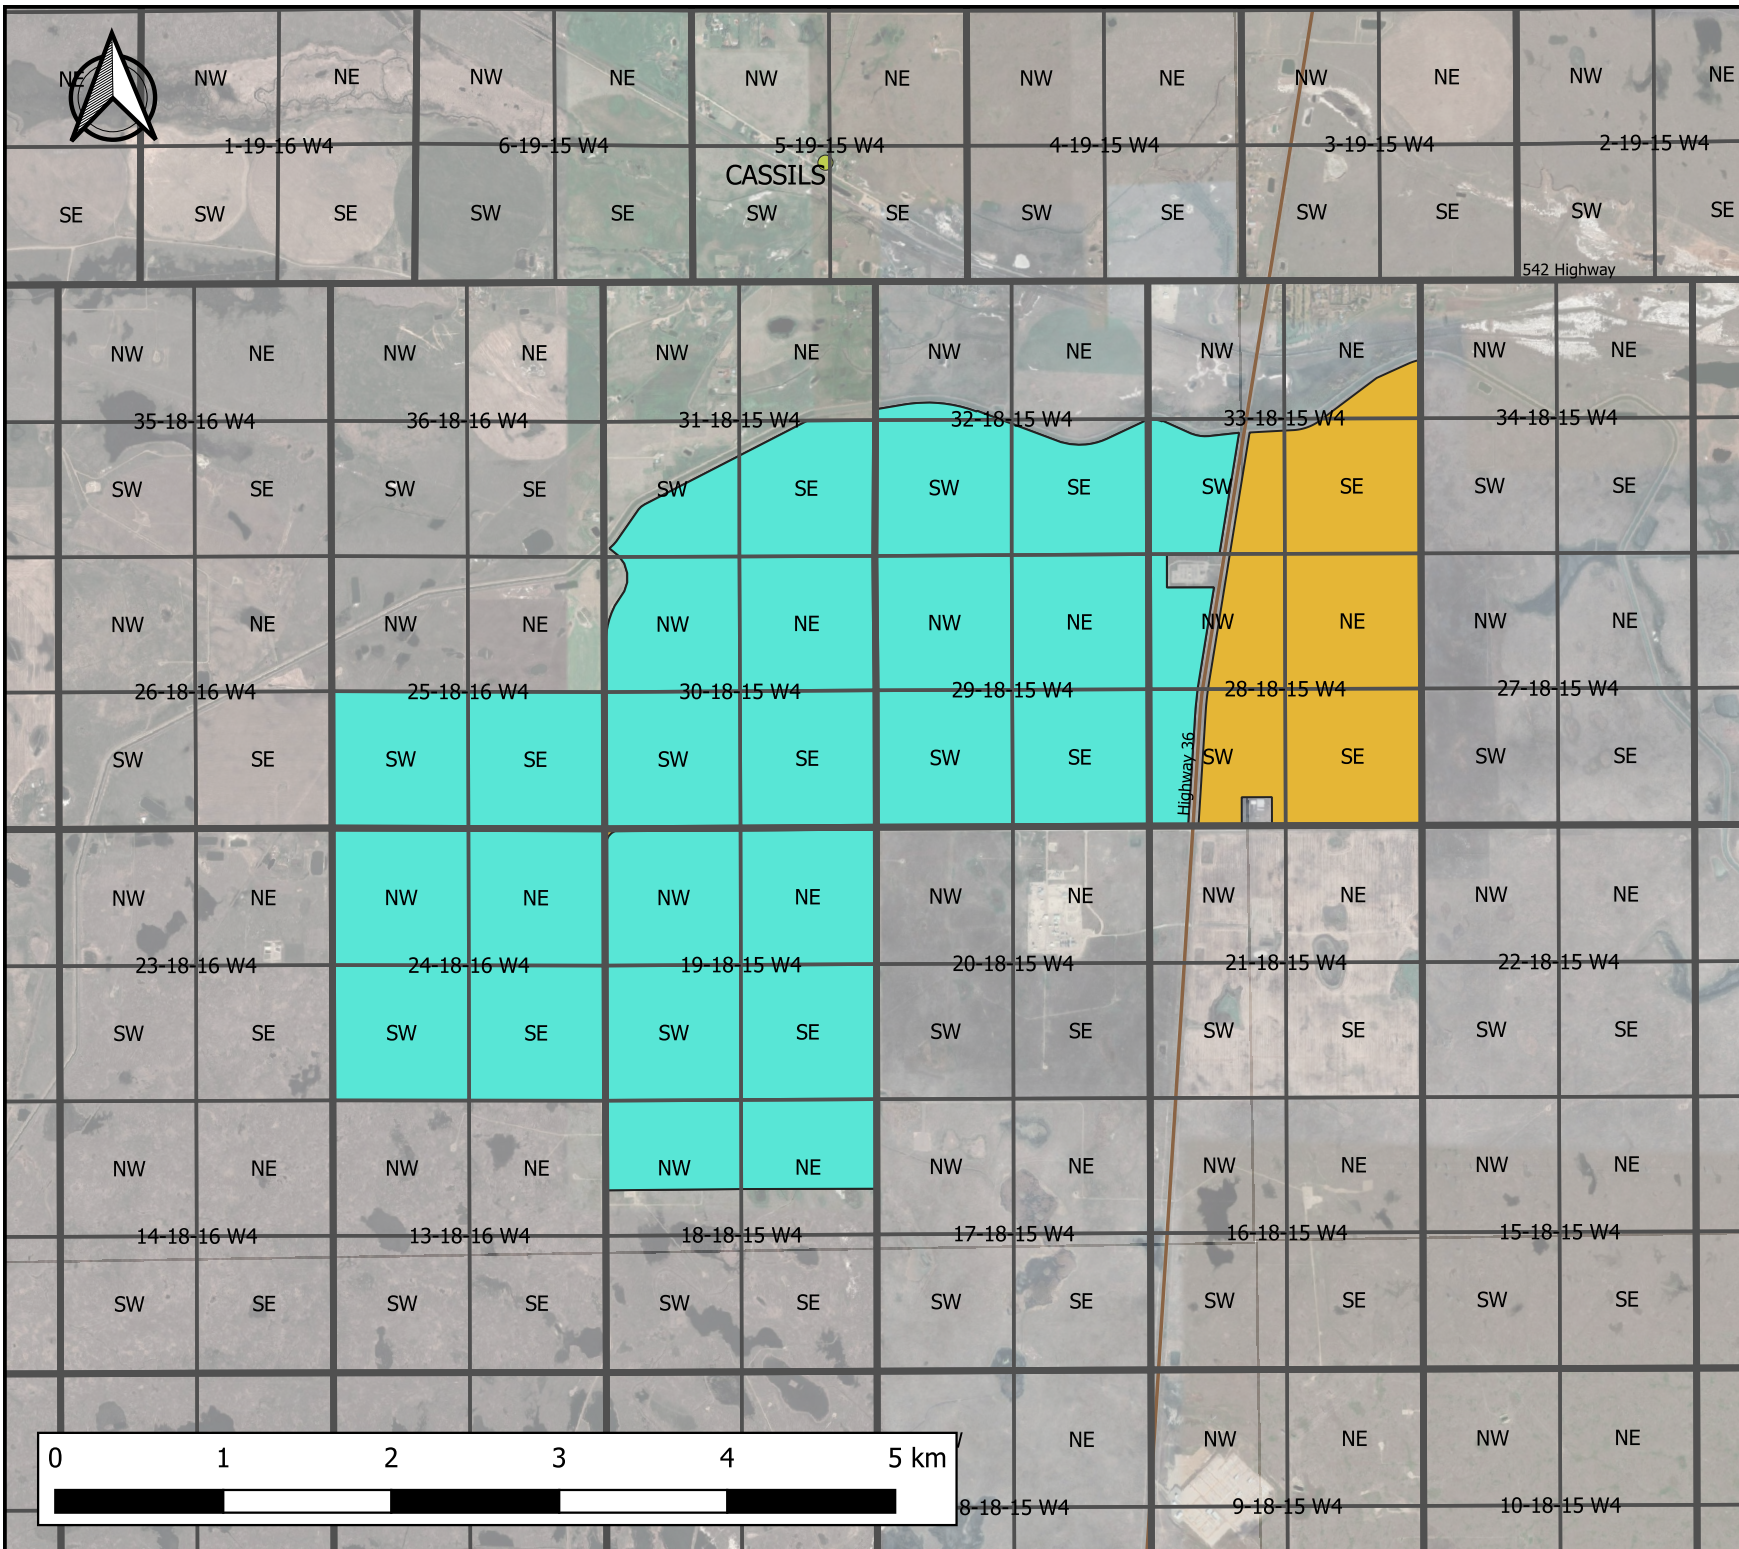 NE NW NE NW NE NW NE NW NE NW NE NW NE
1-19-16 W4 6-19-15 W4 5-19-15 W4 4-19-15 W4 3-19-15 W4 2-19-15 W4
CASSILS
SE SW SE SW SE SW SE SW SE SW SE SW SE
542 Highway
NW NE NW NE NW NE NW NE NW NE NW NE
35-18-16 W4 36-18-16 W4 31-18-15 W4 32-18-15 W4 33-18-15 W4 34-18-15 W4
SW SE SW SE SW SE SW SE SW SE SW SE
NW NE NW NE NW NE NW NE NW NE NW NE
26-18-16 W4 25-18-16 W4 30-18-15 W4 29-18-15 W4 28-18-15 W4 27-18-15 W4
SW SE SW SE SW SE SW SE SW SE SW SE
Highway 36
NW NE NW NE NW NE NW NE NW NE NW NE
23-18-16 W4 24-18-16 W4 19-18-15 W4 20-18-15 W4 21-18-15 W4 22-18-15 W4
SW SE SW SE SW SE SW SE SW SE SW SE
NW NE NW NE NW NE NW NE NW NE NW NE
14-18-16 W4 13-18-16 W4 18-18-15 W4 17-18-15 W4 16-18-15 W4 15-18-15 W4
SW SE SW SE SW SE SW SE SW SE SW SE
NE NW NE NW NE
0 1 2 3 4 5 km
8-18-15 W4 9-18-15 W4 10-18-15 W4